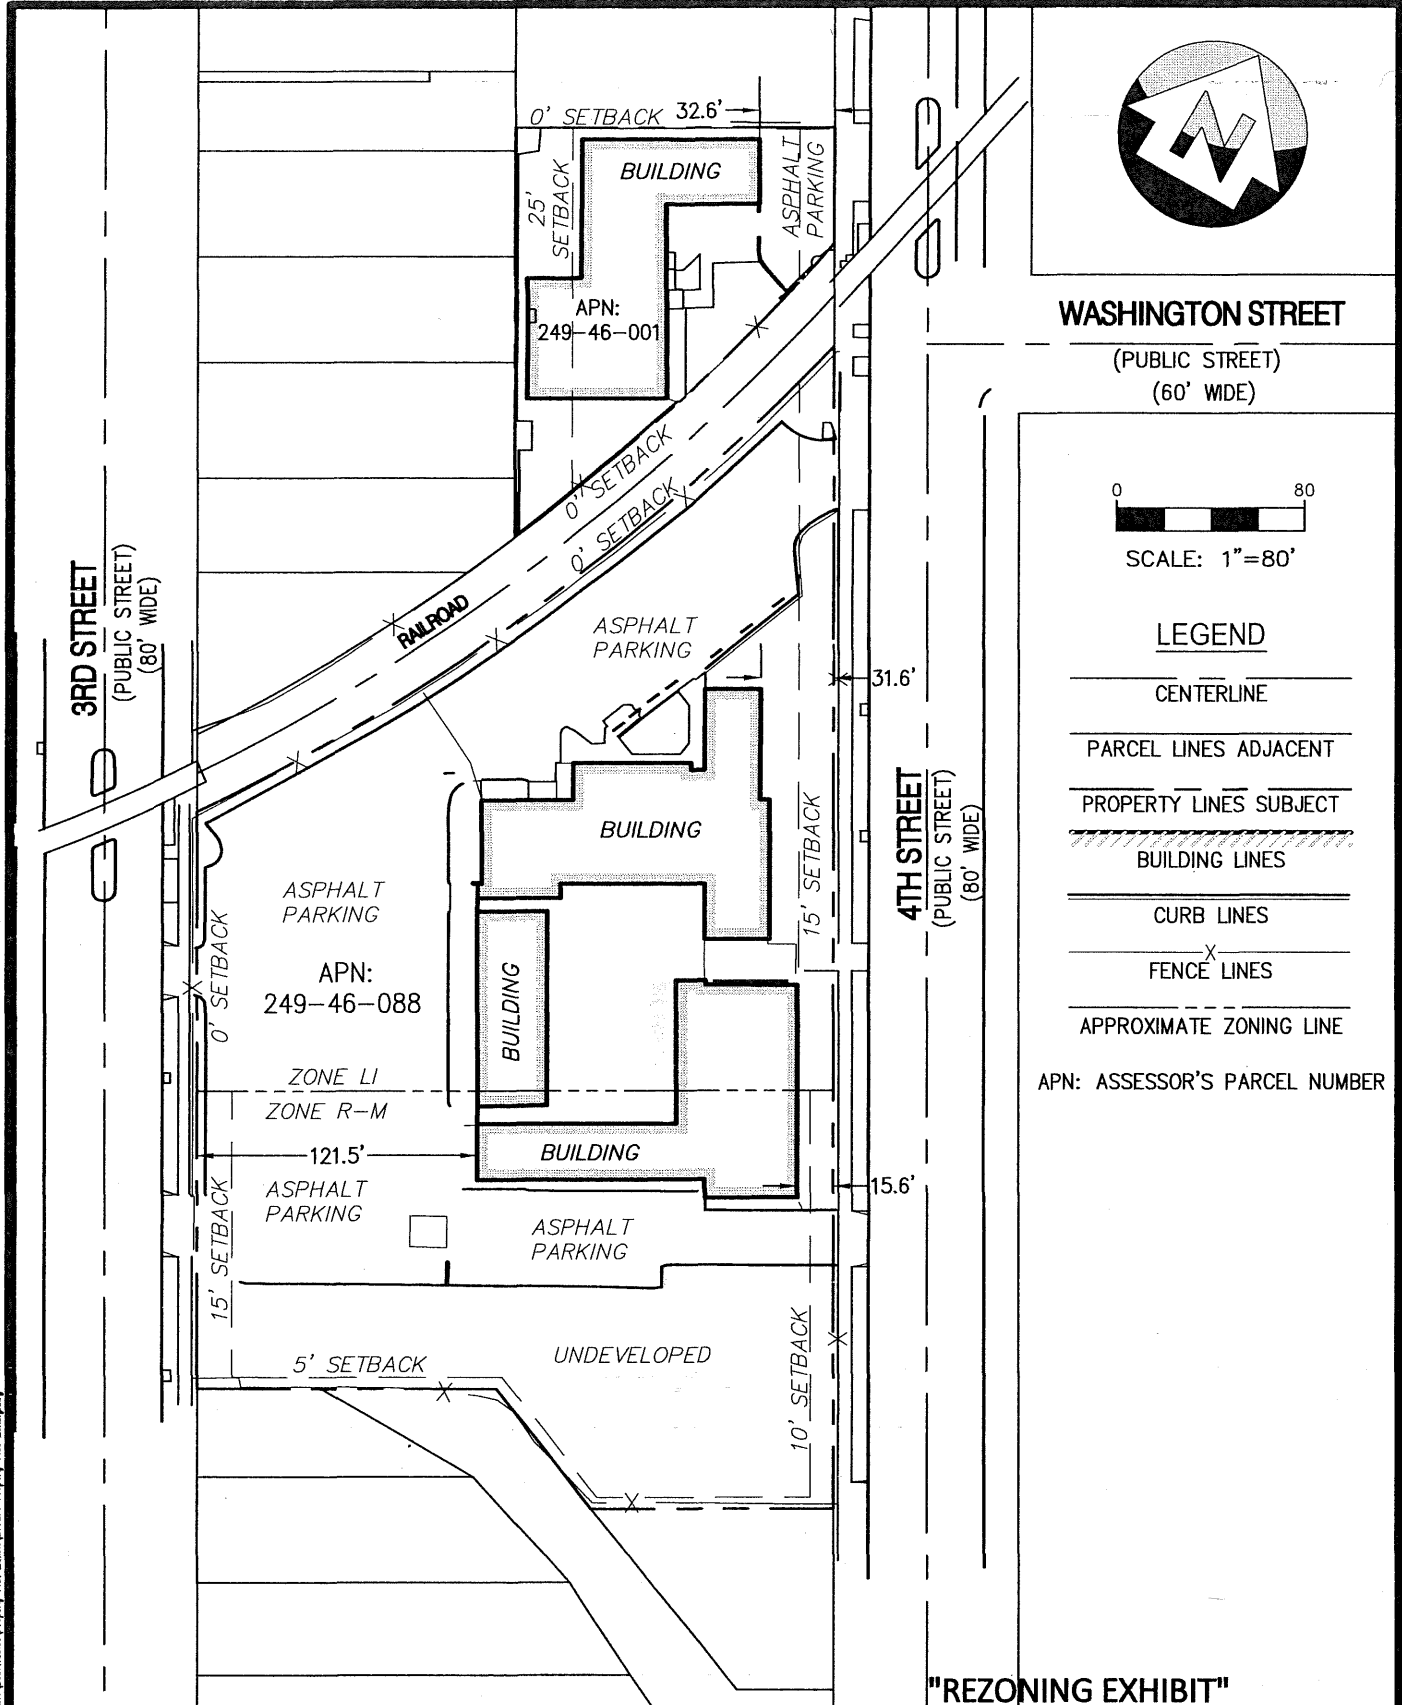 0' SETBACK 32.6'
BUILDING
ASPHALT
PARKING
25'
SETBACK
APN:
249-46-001
N
WASHINGTON STREET
(PUBLIC STREET)
(60' WIDE)
0 80
SCALE: 1"=80'
LEGEND
CENTERLINE
PARCEL LINES ADJACENT
PROPERTY LINES SUBJECT
BUILDING LINES
CURB LINES
X
FENCE LINES
APPROXIMATE ZONING LINE
APN: ASSESSOR'S PARCEL NUMBER
0' SETBACK
0' SETBACK
RAILROAD
3RD STREET
(PUBLIC STREET)
(80' WIDE)
ASPHALT
PARKING
31.6'
BUILDING
15' SETBACK
4TH STREET
(PUBLIC STREET)
(80' WIDE)
ASPHALT
PARKING
0' SETBACK
APN:
249-46-088
BUILDING
ZONE LI
ZONE R-M
121.5'
BUILDING
15.6'
ASPHALT
PARKING
15' SETBACK
ASPHALT
PARKING
UNDEVELOPED
5' SETBACK
10' SETBACK
"REZONING EXHIBIT"